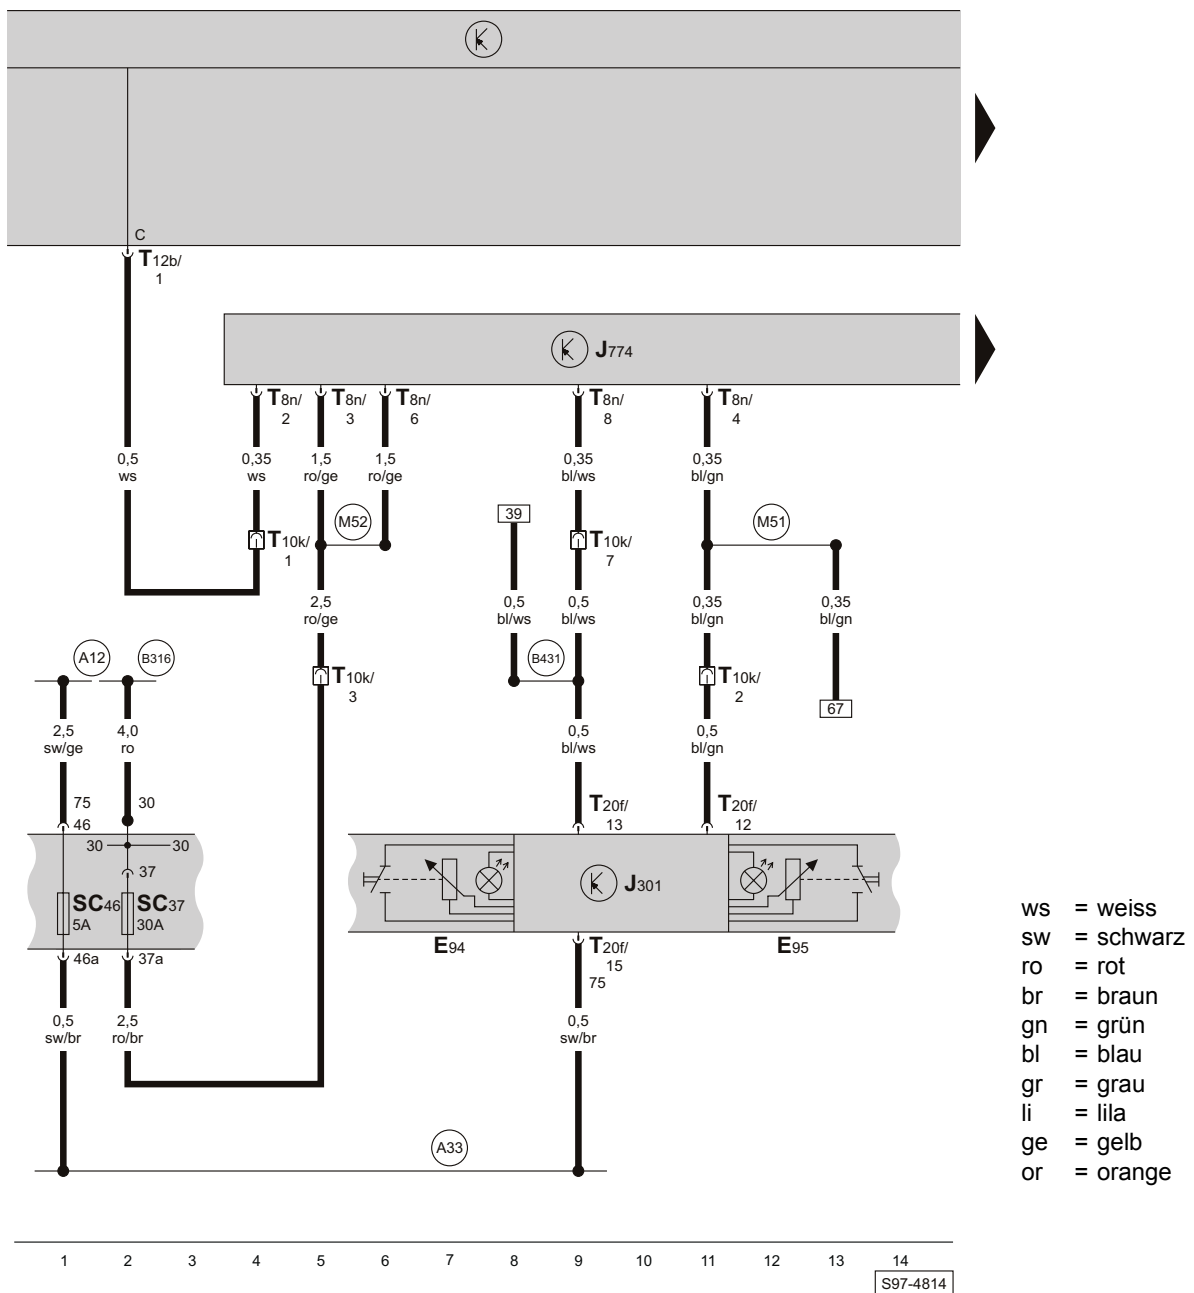 C
T12b/
1
J774
T8n/ T8n/ T8n/ T8n/ T8n/
2 3 6 8 4
0,5 0,35 1,5 1,5 0,35 0,35
ws ws ro/ge ro/ge bl/ws bl/gn
39
M52 M51
T10k/ T10k/
1 7
2,5 0,5 0,5 0,35 0,35
ro/ge bl/ws bl/ws bl/gn bl/gn
A12 B316 B431
T10k/ T10k/
3 2
67
2,5 4,0 0,5 0,5
sw/ge ro bl/ws bl/gn
75 30 T20f/ T20f/
46 13 12
30 30
37
J301
SC46 SC37
5A 30A
E94 T20f/ E95
46a 37a 15
75
0,5 2,5 0,5
sw/br ro/br sw/br
A33
1 2 3 4 5 6 7 8 9 10 11 12 13 14
S97-4814
ws = weiss
sw = schwarz
ro = rot
br = braun
gn = grün
bl = blau
gr = grau
li = lila
ge = gelb
or = orange